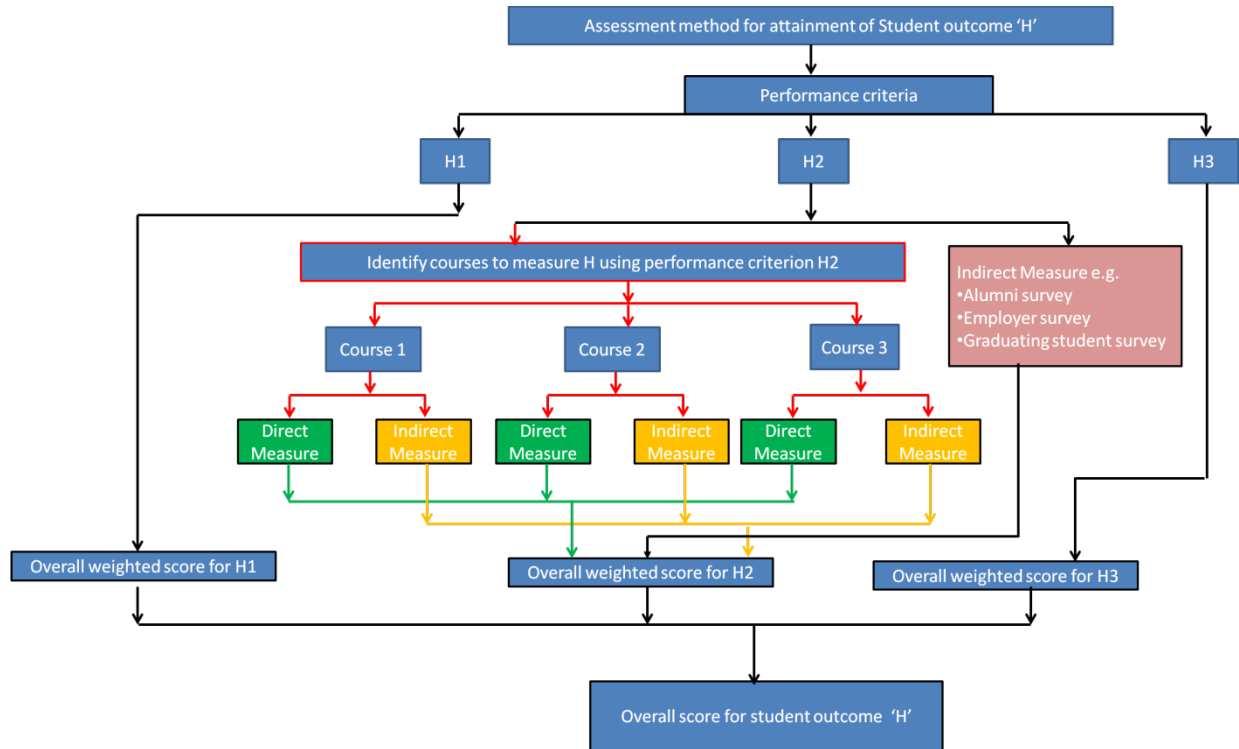 Assessment method for attainment of Student outcome ‘H’
Performance criteria
H1
H2
H3
Identify courses to measure H using performance criterion H2
Indirect Measure e.g.
•Alumni survey
•Employer survey
•Graduating student survey
Course 1
Course 2
Course 3
Direct
Measure
Indirect
Measure
Direct
Measure
Indirect
Measure
Direct
Measure
Indirect
Measure
Overall weighted score for H1
Overall weighted score for H2
Overall weighted score for H3
Overall score for student outcome ‘H’